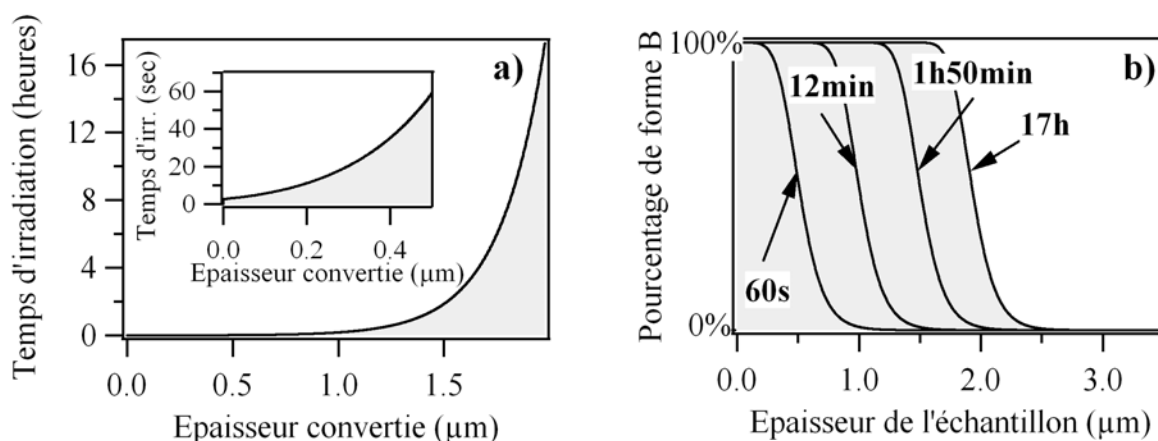 Temps d'irradiation (heures)
16
12
8
4
0
0.0 0.5 1.0 1.5
Epaisseur convertie (µm)
a)
Temps d'irr. (sec)
60
40
20
0
0.0 0.2 0.4
Epaisseur convertie (µm)
Pourcentage de forme B
100%
0%
b)
12min
1h50min
17h
60s
0.0 1.0 2.0 3.0
Epaisseur de l'échantillon (µm)